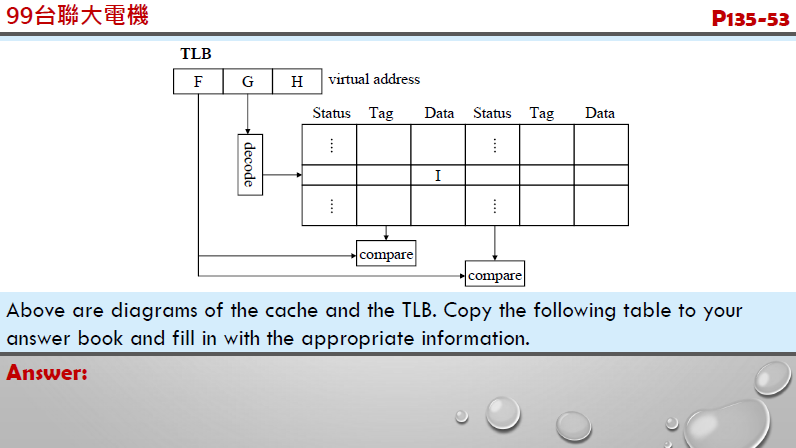 99台聯大電機
P135-53
TLB
F G H virtual address
Status Tag Data Status Tag Data
decode
I
compare
compare
Above are diagrams of the cache and the TLB. Copy the following table to your
answer book and fill in with the appropriate information.
Answer: